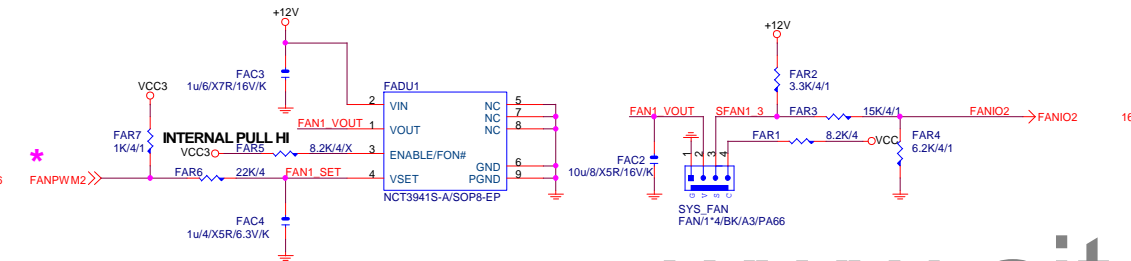 +12V
FAC3
1u/6/X7R/16V/K
VCC3
FAR7
1K/4/1
INTERNAL PULL HI
VCC3
FAR5
8.2K/4/X
*
FANPWM2
FAR6
22K/4
FAN1_SET
FAC4
1u/4/X5R/6.3V/K
FADU1
2 VIN
FAN1_VOUT 1 VOUT
3 ENABLE/FON#
4 VSET
NC 5
NC 7
NC 8
GND 6
PGND 9
NCT3941S-A/SOP8-EP
+12V
FAR2
3.3K/4/1
FAN1_VOUT
SFAN1_3
FAR3
15K/4/1
FANIO2
FANIO2
16
FAR1
8.2K/4
VCC
FAR4
6.2K/4/1
FAC2
10u/8/X5R/16V/K
1 2 3 4
G V S C
SYS_FAN
FAN/1*4/BK/A3/PA66